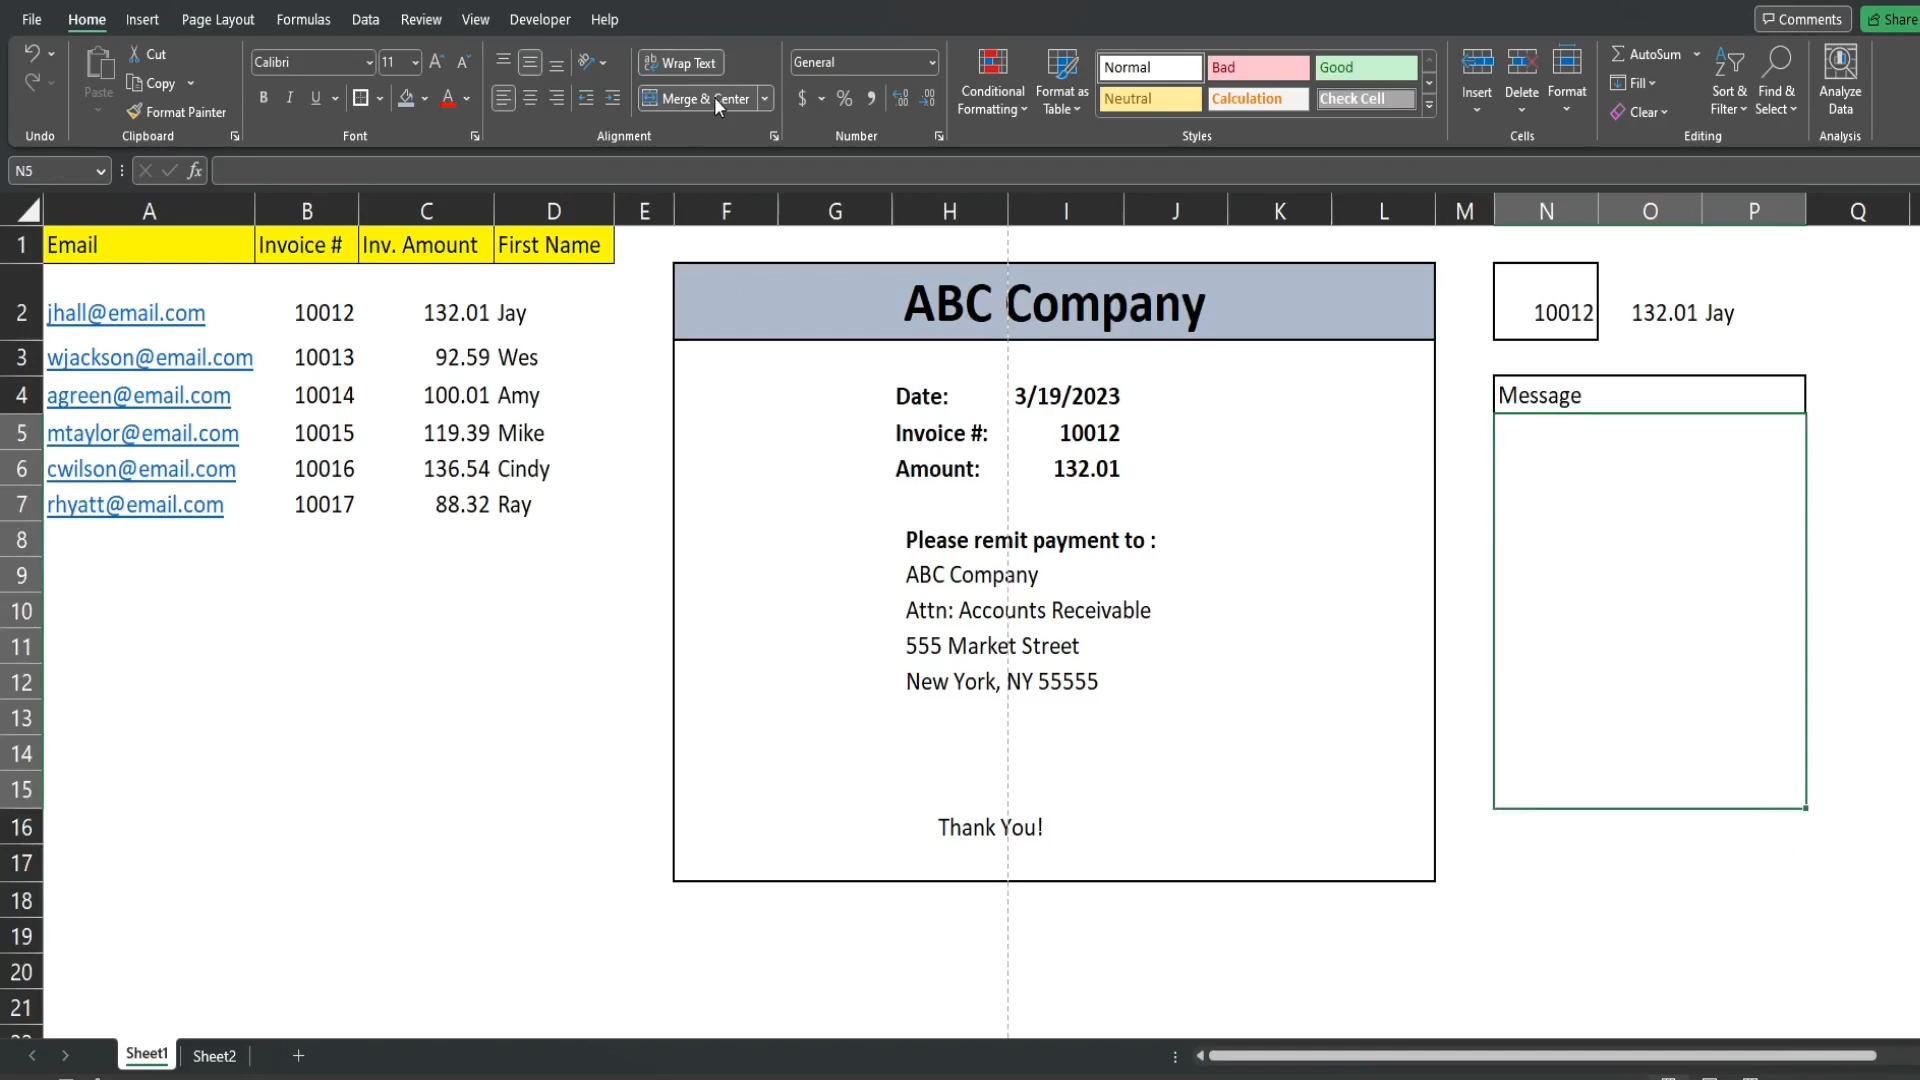 File Home Insert Page Layout Formulas Data Review View Developer Help Comments Share
Cut Calibri 11 Wrap Text General Normal Bad Good AutoSum
Copy Fill
Paste Format Painter Merge & Center Conditional Formatting Format as Table Neutral Calculation Check Cell Insert Delete Format Clear Sort & Filter Find & Select Analyze Data
Undo Clipboard Font Alignment Number Styles Cells Editing Analysis
N5 fx
A B C D E F G H I J K L M N O P Q
1 Email Invoice # Inv. Amount First Name
ABC Company
2 jhall@email.com 10012 132.01 Jay 10012 132.01 Jay
3 wjackson@email.com 10013 92.59 Wes
4 agreen@email.com 10014 100.01 Amy Date: 3/19/2023 Message
5 mtaylor@email.com 10015 119.39 Mike Invoice #: 10012
6 cwilson@email.com 10016 136.54 Cindy Amount: 132.01
7 rhyatt@email.com 10017 88.32 Ray
8 Please remit payment to :
9 ABC Company
10 Attn: Accounts Receivable
11 555 Market Street
12 New York, NY 55555
13
14
15
16 Thank You!
17
18
19
20
21
Sheet1 Sheet2